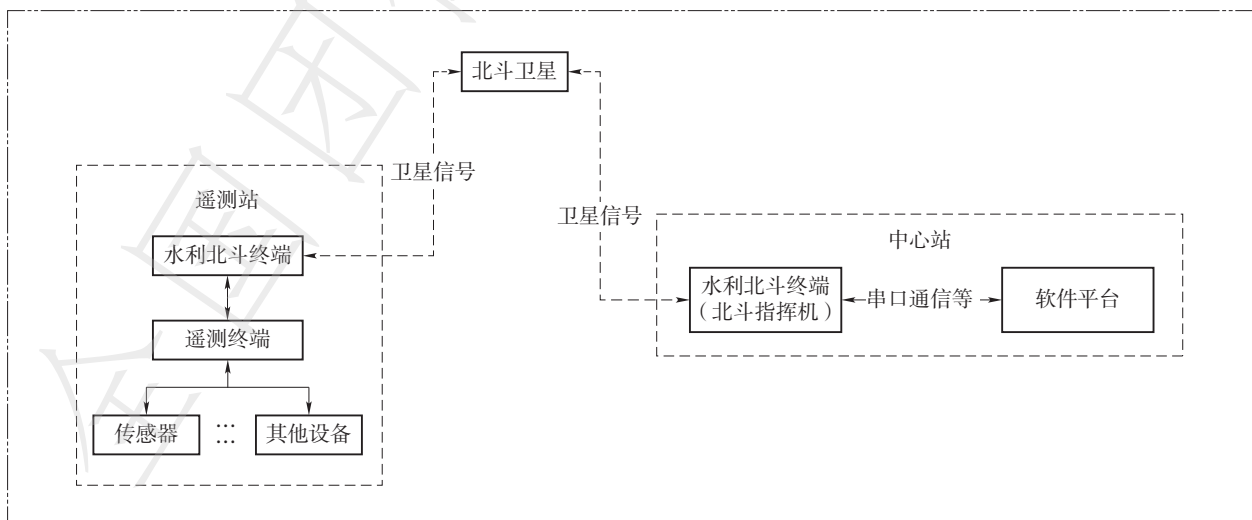 北斗卫星
卫星信号
卫星信号
遥测站
水利北斗终端
遥测终端
传感器
……
其他设备
中心站
水利北斗终端
（北斗指挥机）
串口通信等
软件平台